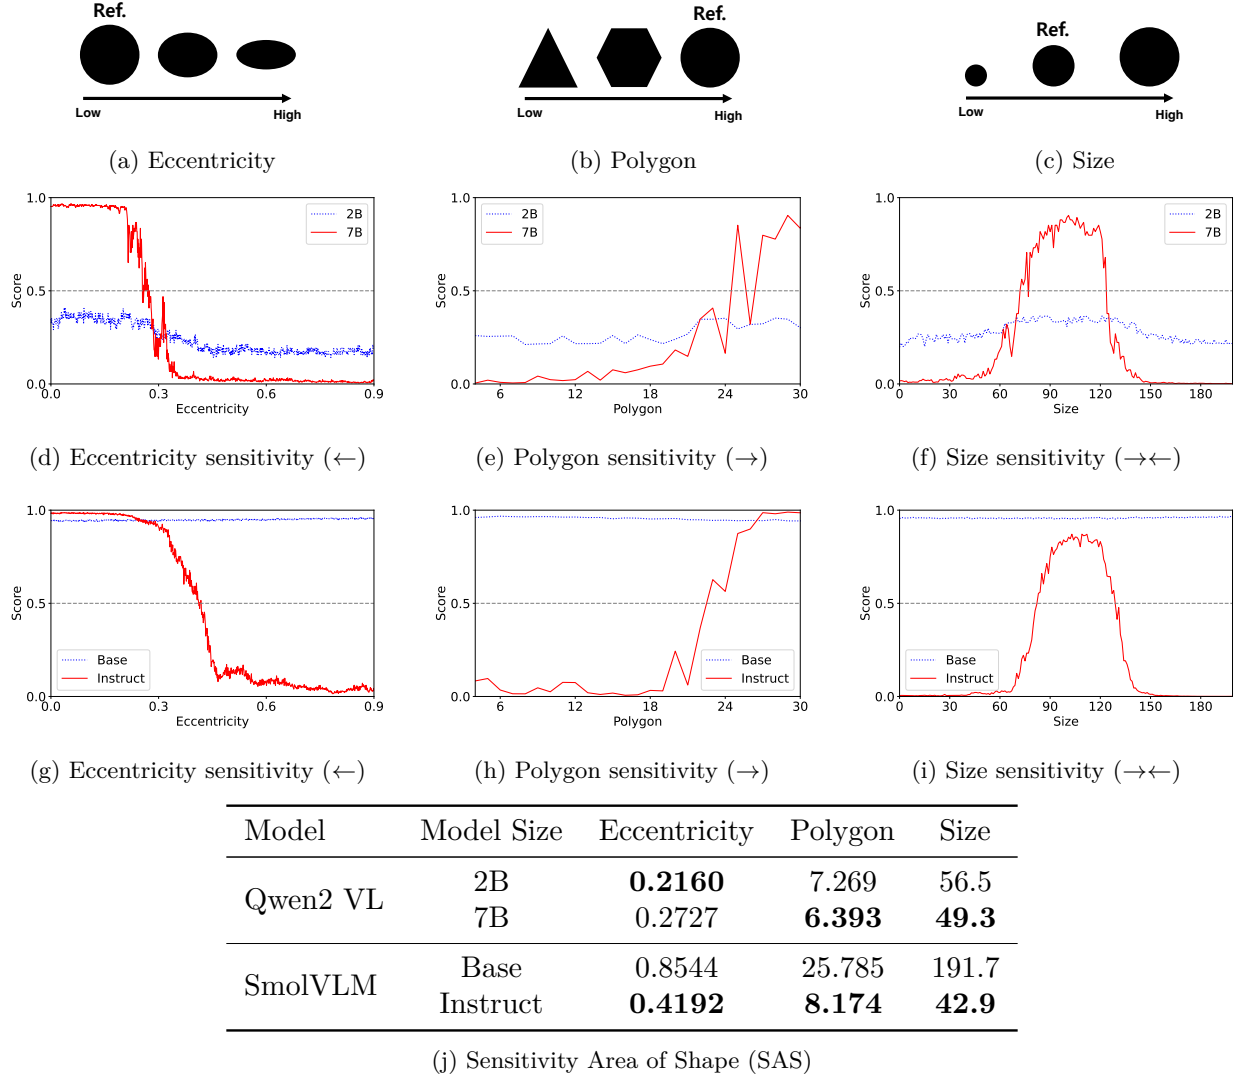 Ref.
Low High
(a) Eccentricity
Ref.
Low High
(b) Polygon
Ref.
Low High
(c) Size
1.0
0.5
0.0
Score
2B
7B
0.0 0.3 0.6 0.9
Eccentricity
(d) Eccentricity sensitivity (←)
1.0
0.5
0.0
Score
2B
7B
6 12 18 24 30
Polygon
(e) Polygon sensitivity (→)
1.0
0.5
0.0
Score
2B
7B
0 30 60 90 120 150 180
Size
(f) Size sensitivity (→←)
1.0
0.5
0.0
Score
Base
Instruct
0.0 0.3 0.6 0.9
Eccentricity
(g) Eccentricity sensitivity (←)
1.0
0.5
0.0
Score
Base
Instruct
6 12 18 24 30
Polygon
(h) Polygon sensitivity (→)
1.0
0.5
0.0
Score
Base
Instruct
0 30 60 90 120 150 180
Size
(i) Size sensitivity (→←)
Model Model Size Eccentricity Polygon Size
Qwen2 VL 2B 0.2160 7.269 56.5
7B 0.2727 6.393 49.3
SmolVLM Base 0.8544 25.785 191.7
Instruct 0.4192 8.174 42.9
(j) Sensitivity Area of Shape (SAS)